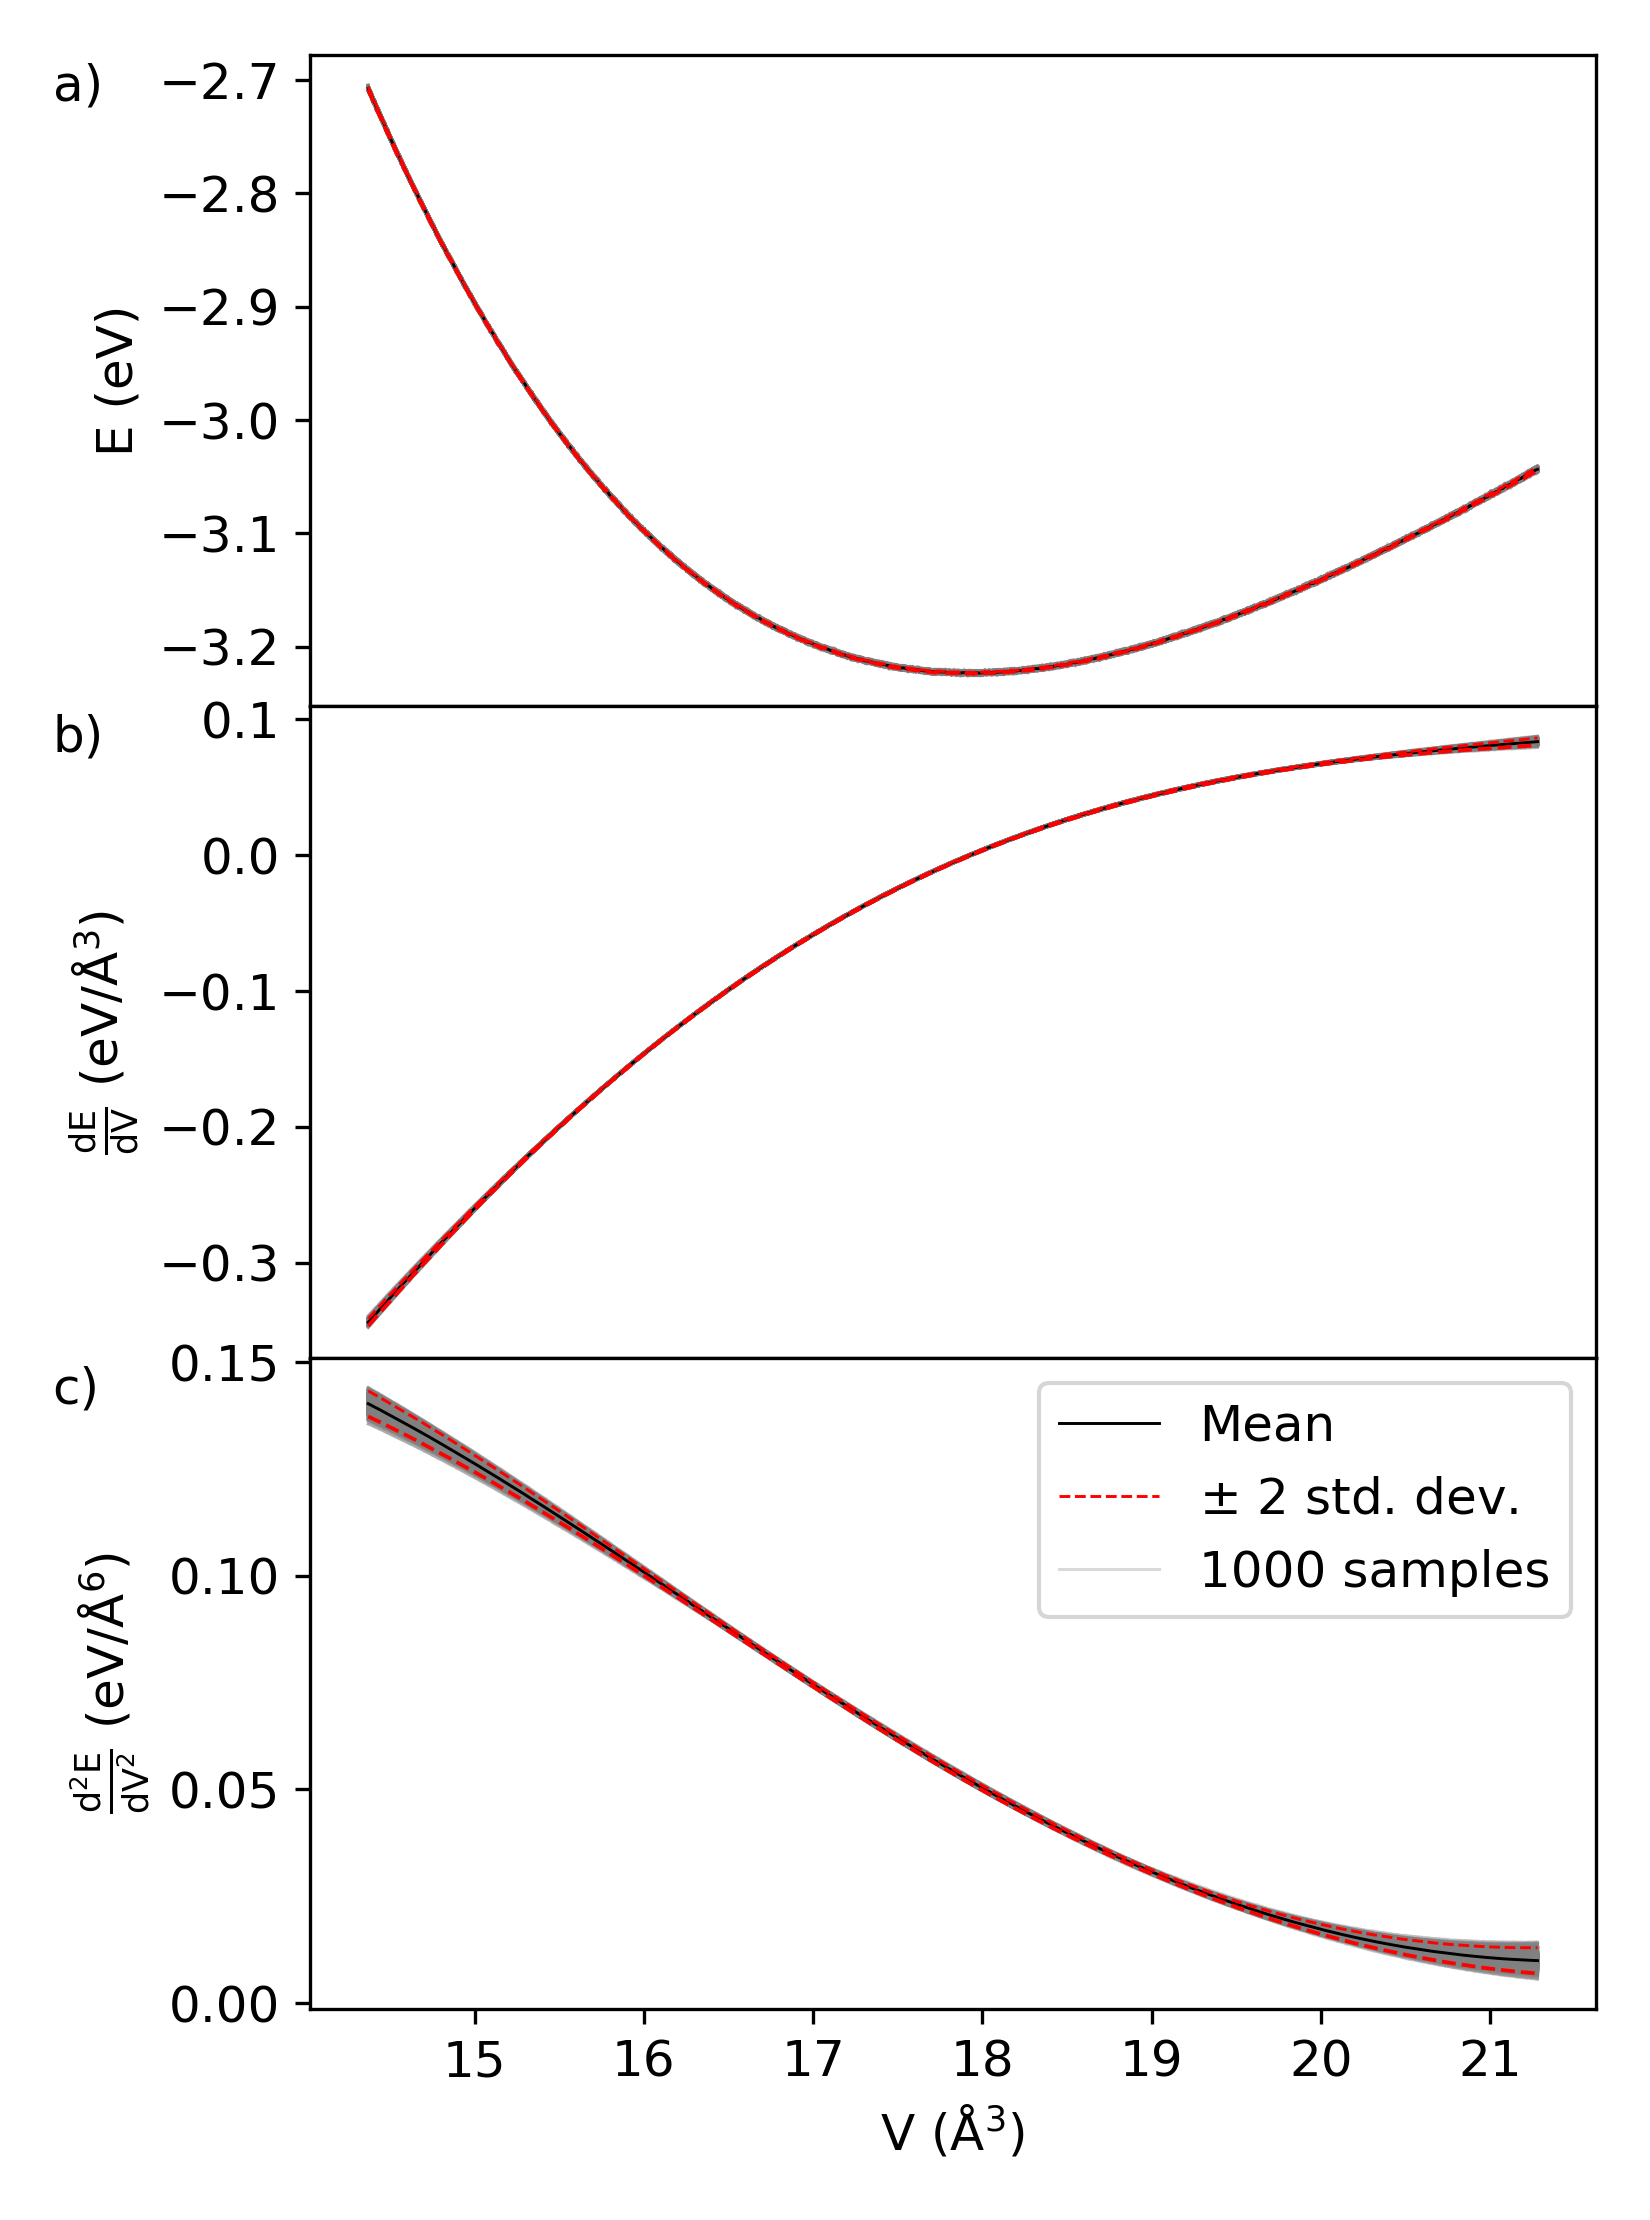 a)
−2.7
−2.8
−2.9
−3.0
−3.1
−3.2
E (eV)
b)
0.1
0.0
−0.1
−0.2
−0.3
dE/dV (eV/Å³)
c)
0.15
0.10
0.05
0.00
d²E/dV² (eV/Å⁶)
Mean
± 2 std. dev.
1000 samples
15 16 17 18 19 20 21
V (Å³)